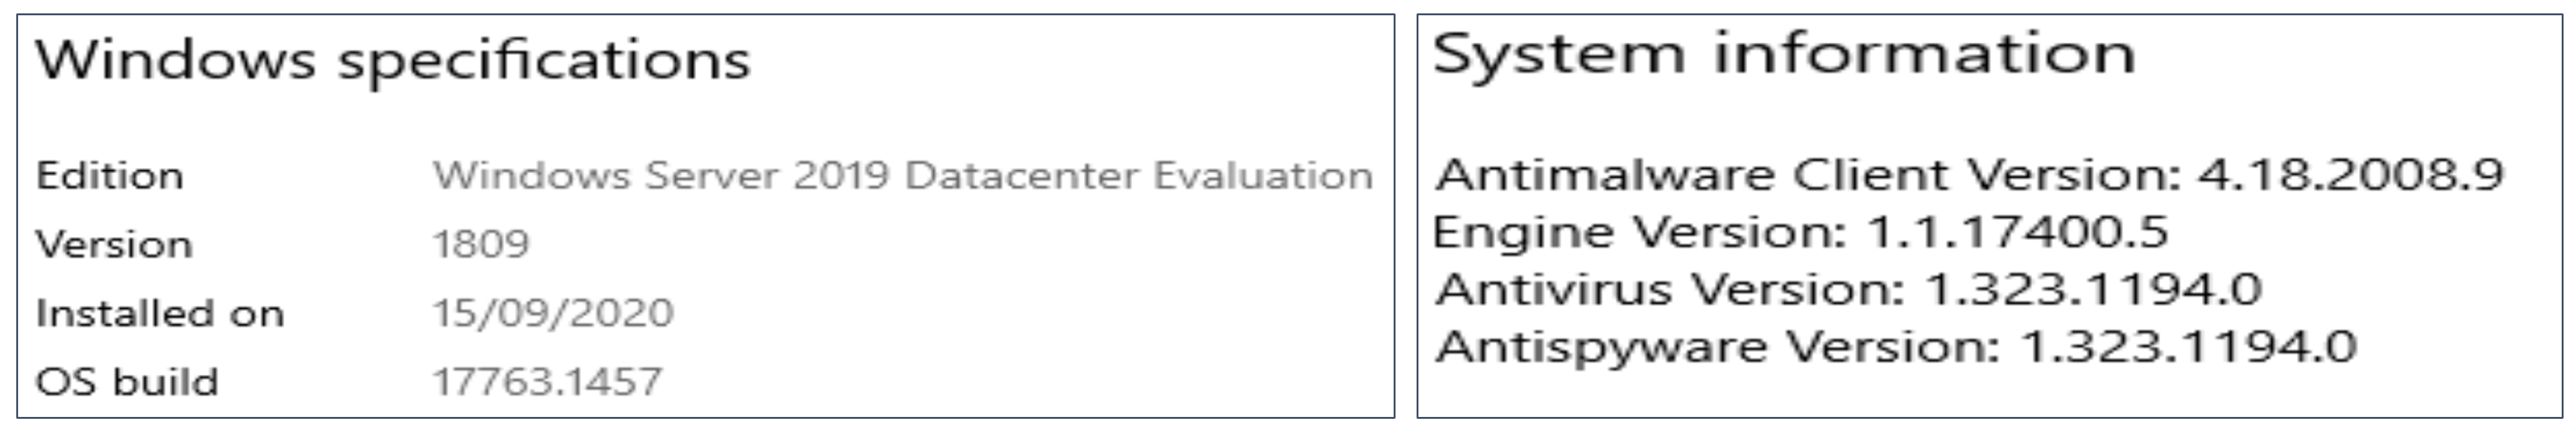 Windows specifications
Edition Windows Server 2019 Datacenter Evaluation
Version 1809
Installed on 15/09/2020
OS build 17763.1457
System information
Antimalware Client Version: 4.18.2008.9
Engine Version: 1.1.17400.5
Antivirus Version: 1.323.1194.0
Antispyware Version: 1.323.1194.0